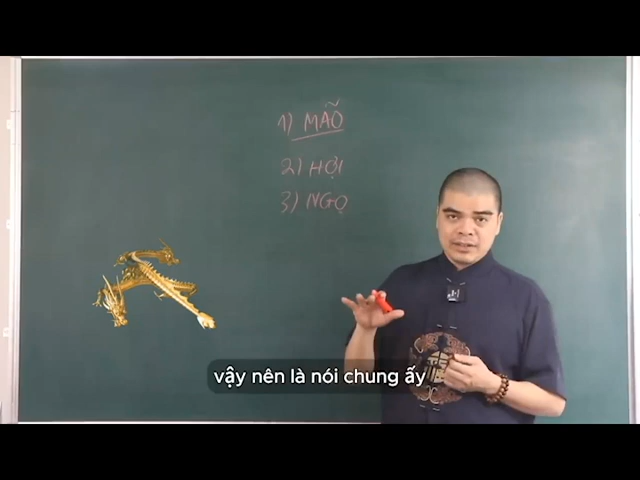 1) MÃO
2) HỢI
3) NGỌ
vậy nên là nói chung ấy